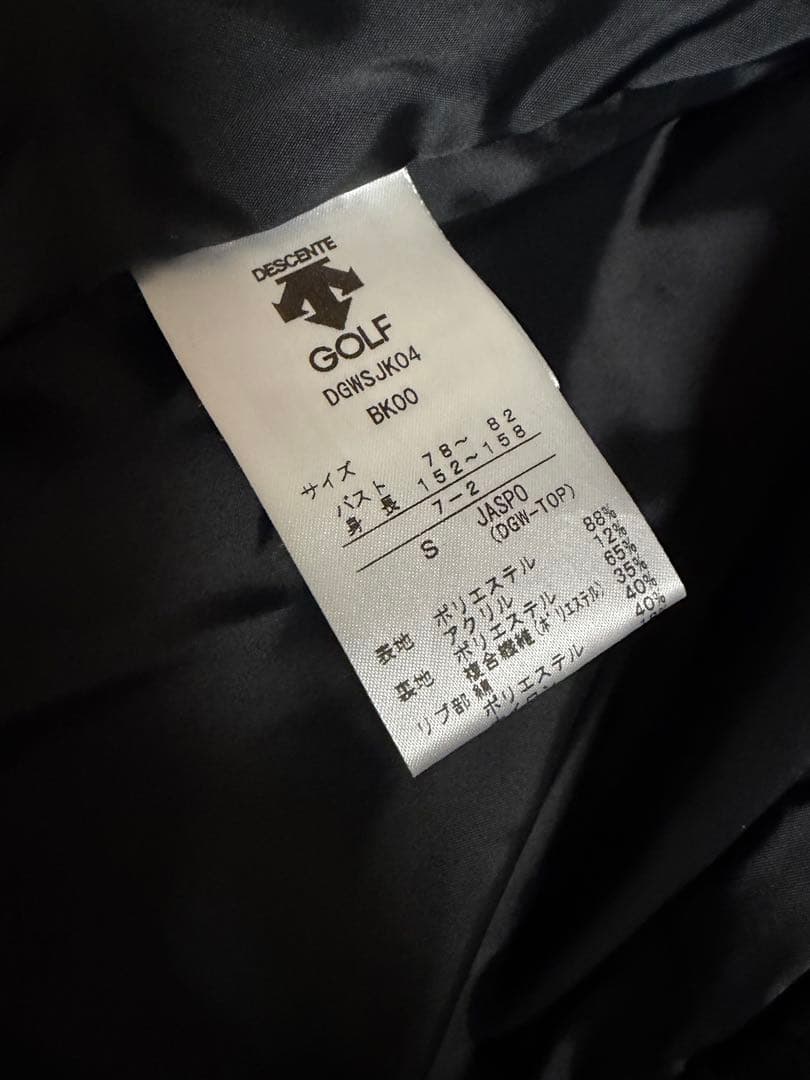 DESCENTE
GOLF
DGWSJK04
BK00
サイズ
バスト 78～ 82
身長 152～158
7-2
S JASPO
(DGW-TOP)
表地 ポリエステル 88%
アクリル 12%
裏地 ポリエステル 65%
複合繊維(ポリエステル) 35%
リブ部 綿 40%
ポリエステル 40%